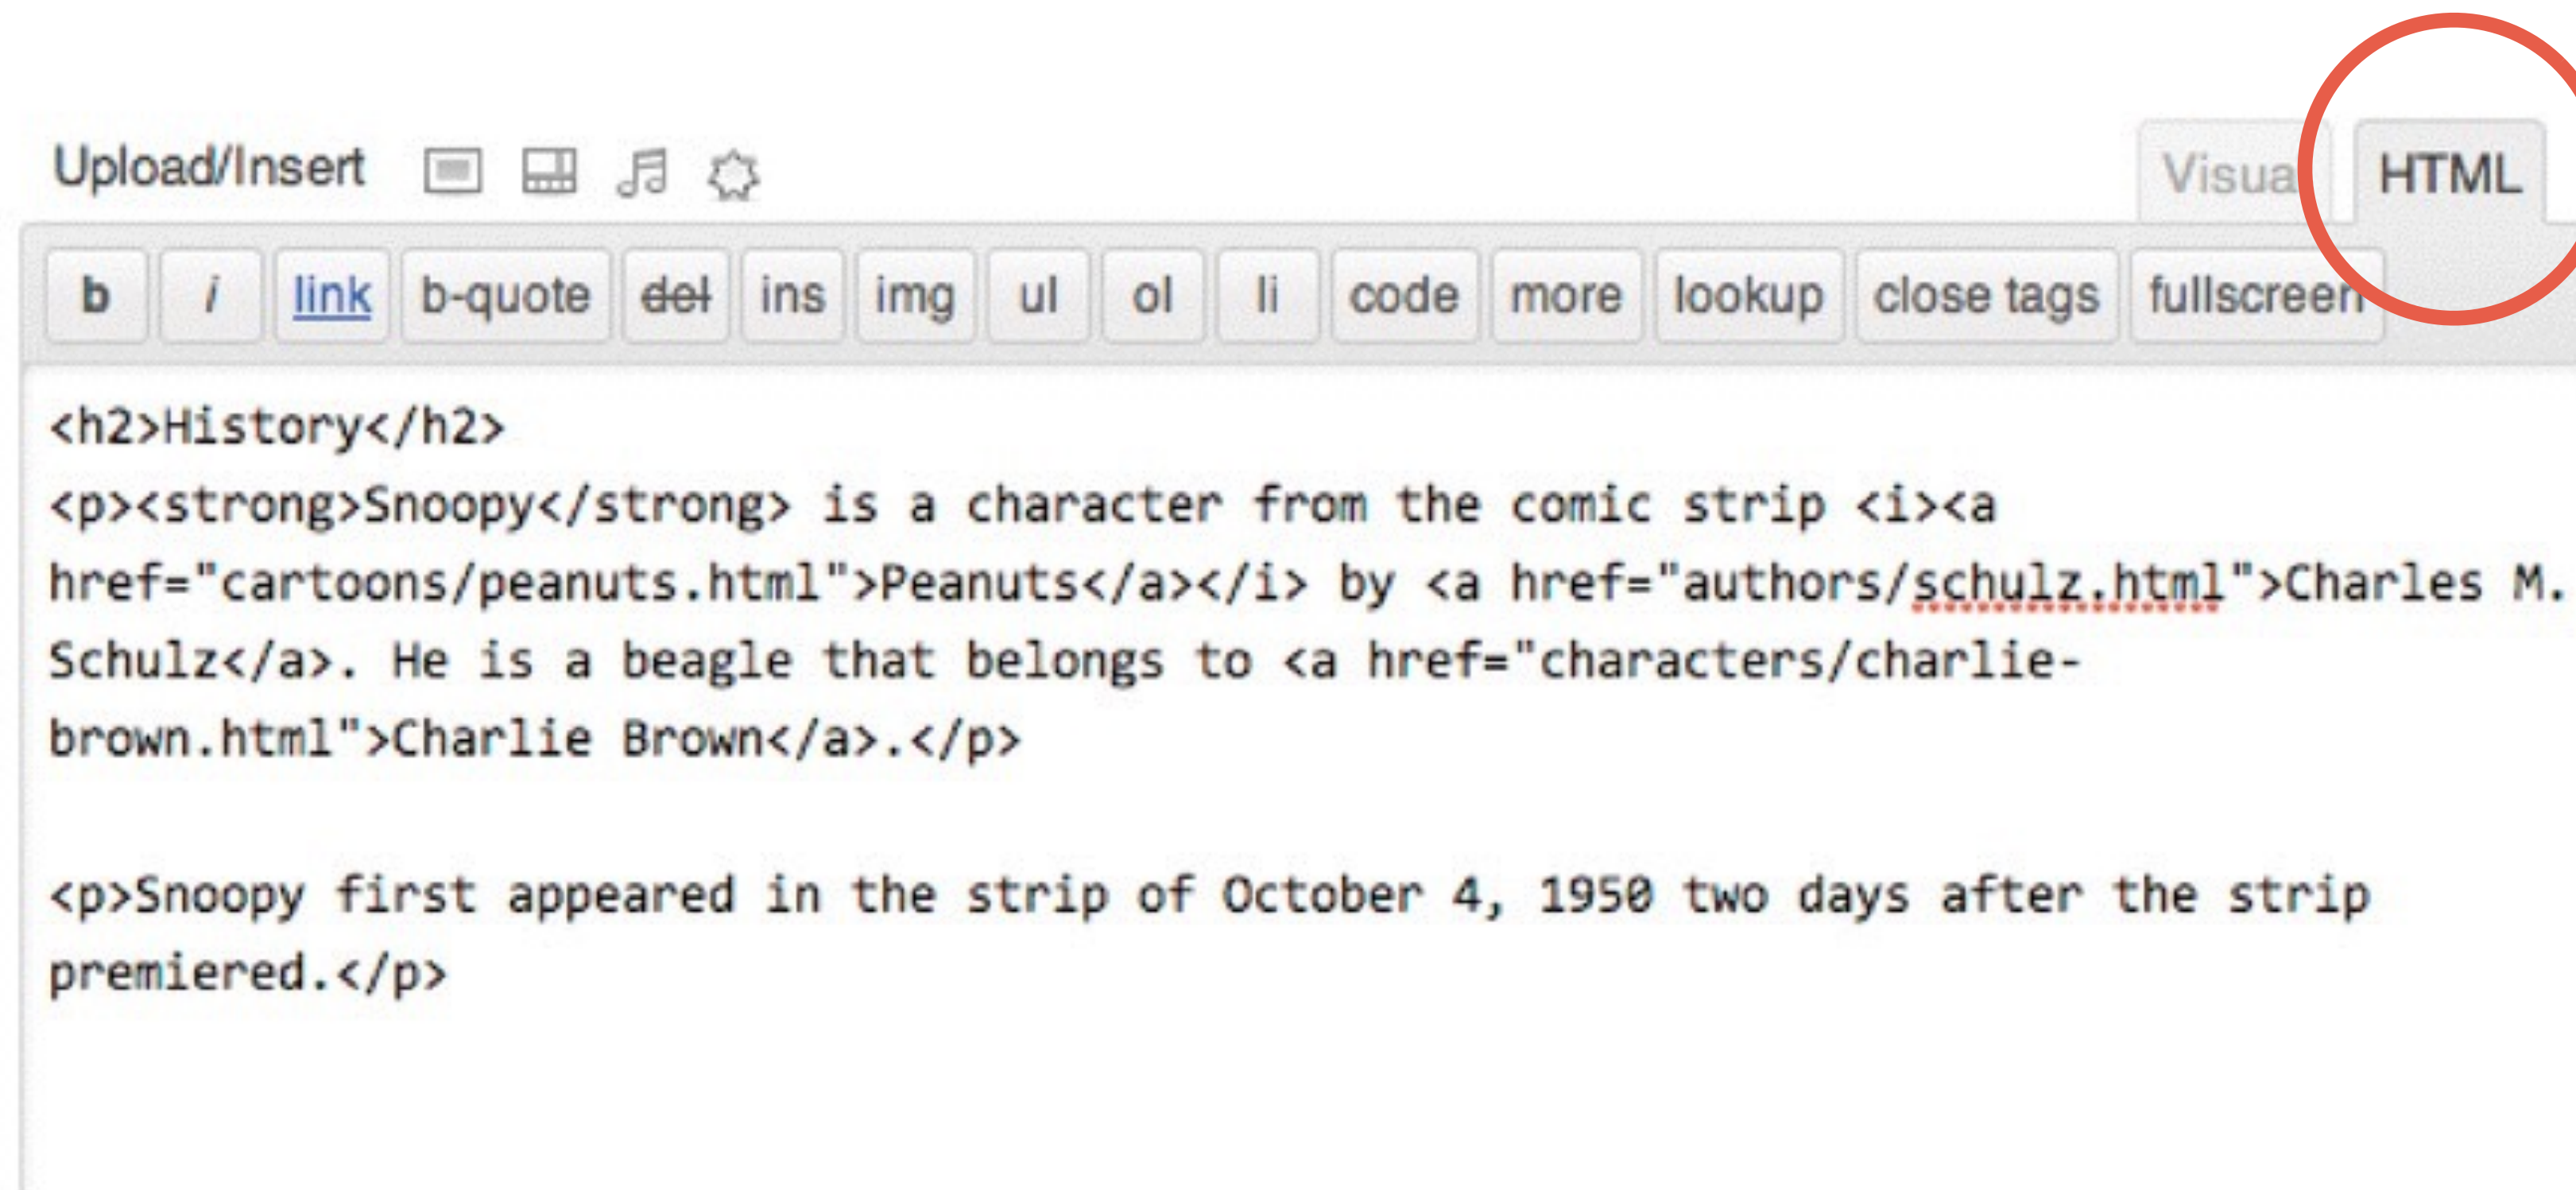 Upload/Insert Visual HTML
b i link b-quote del ins img ul ol li code more lookup close tags fullscreen
<h2>History</h2>
<p><strong>Snoopy</strong> is a character from the comic strip <i><a
href="cartoons/peanuts.html">Peanuts</a></i> by <a href="authors/schulz.html">Charles M.
Schulz</a>. He is a beagle that belongs to <a href="characters/charlie-
brown.html">Charlie Brown</a>.</p>
<p>Snoopy first appeared in the strip of October 4, 1950 two days after the strip
premiered.</p>